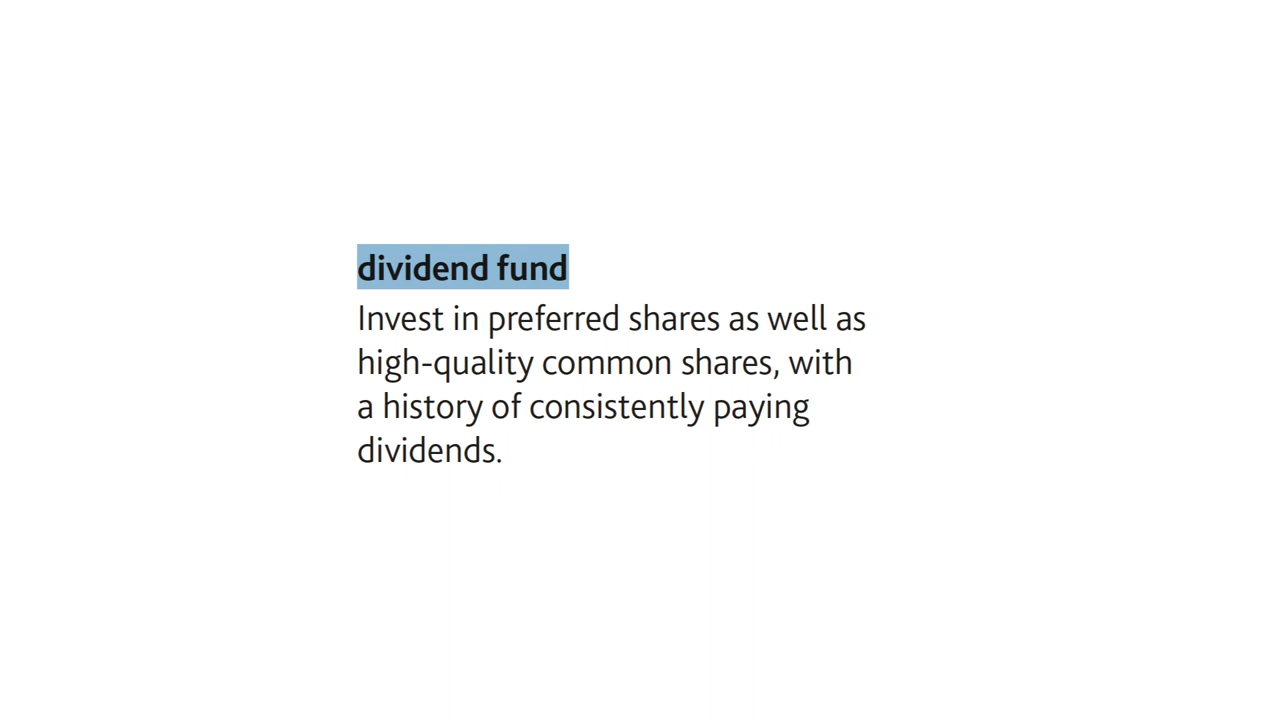 dividend fund
Invest in preferred shares as well as
high-quality common shares, with
a history of consistently paying
dividends.